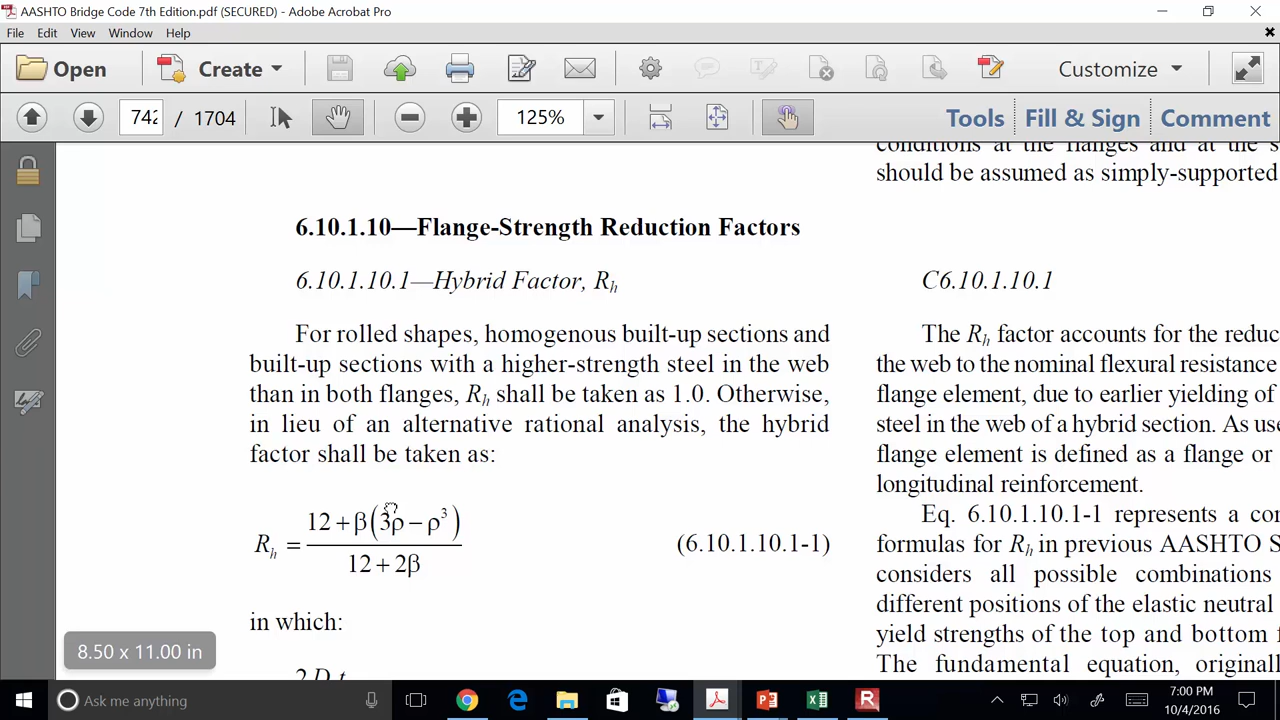 AASHTO Bridge Code 7th Edition.pdf (SECURED) - Adobe Acrobat Pro
File Edit View Window Help
Open Create Customize
742 / 1704 125% Tools Fill & Sign Comment
conditions at the flanges and at the
should be assumed as simply-supported
6.10.1.10—Flange-Strength Reduction Factors
6.10.1.10.1—Hybrid Factor, Rh
C6.10.1.10.1
For rolled shapes, homogenous built-up sections and
built-up sections with a higher-strength steel in the web
than in both flanges, Rh shall be taken as 1.0. Otherwise,
in lieu of an alternative rational analysis, the hybrid
factor shall be taken as:
Rh = 12 + β(3ρ − ρ³) / 12 + 2β
(6.10.1.10.1-1)
in which:
2 D t
The Rh factor accounts for the reduc
the web to the nominal flexural resistance
flange element, due to earlier yielding of
steel in the web of a hybrid section. As use
flange element is defined as a flange or
longitudinal reinforcement.
Eq. 6.10.1.10.1-1 represents a con
formulas for Rh in previous AASHTO S
considers all possible combinations
different positions of the elastic neutral
yield strengths of the top and bottom f
The fundamental equation, originall
8.50 x 11.00 in
Ask me anything
7:00 PM
10/4/2016